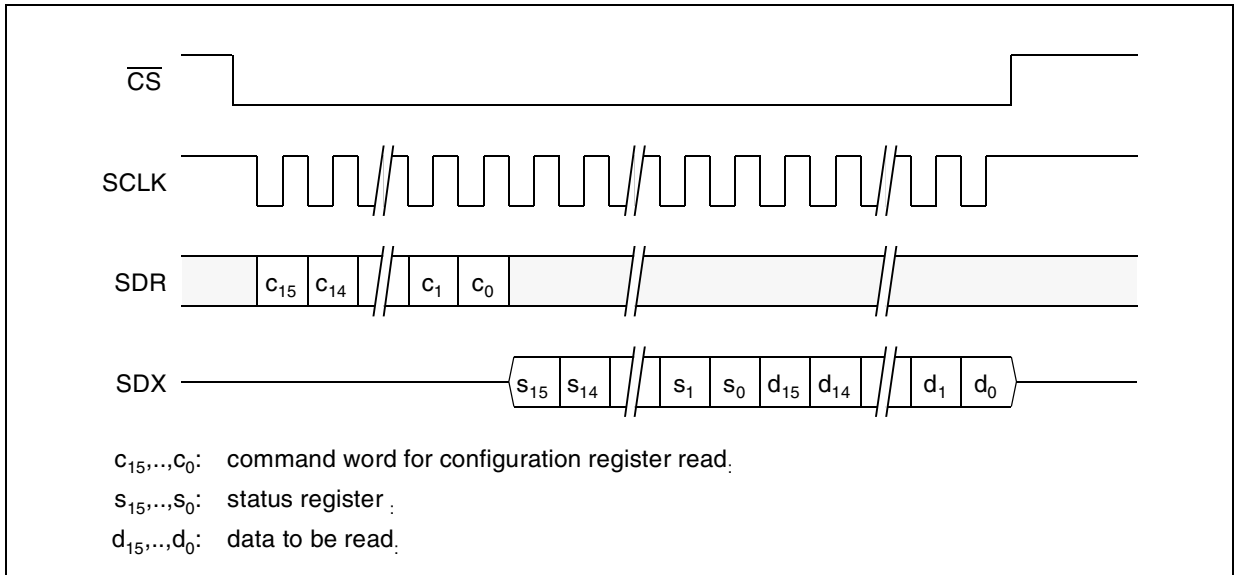 CS
SCLK
SDR c15 c14 c1 c0
SDX s15 s14 s1 s0 d15 d14 d1 d0
c15,..,c0: command word for configuration register read:
s15,..,s0: status register :
d15,..,d0: data to be read: